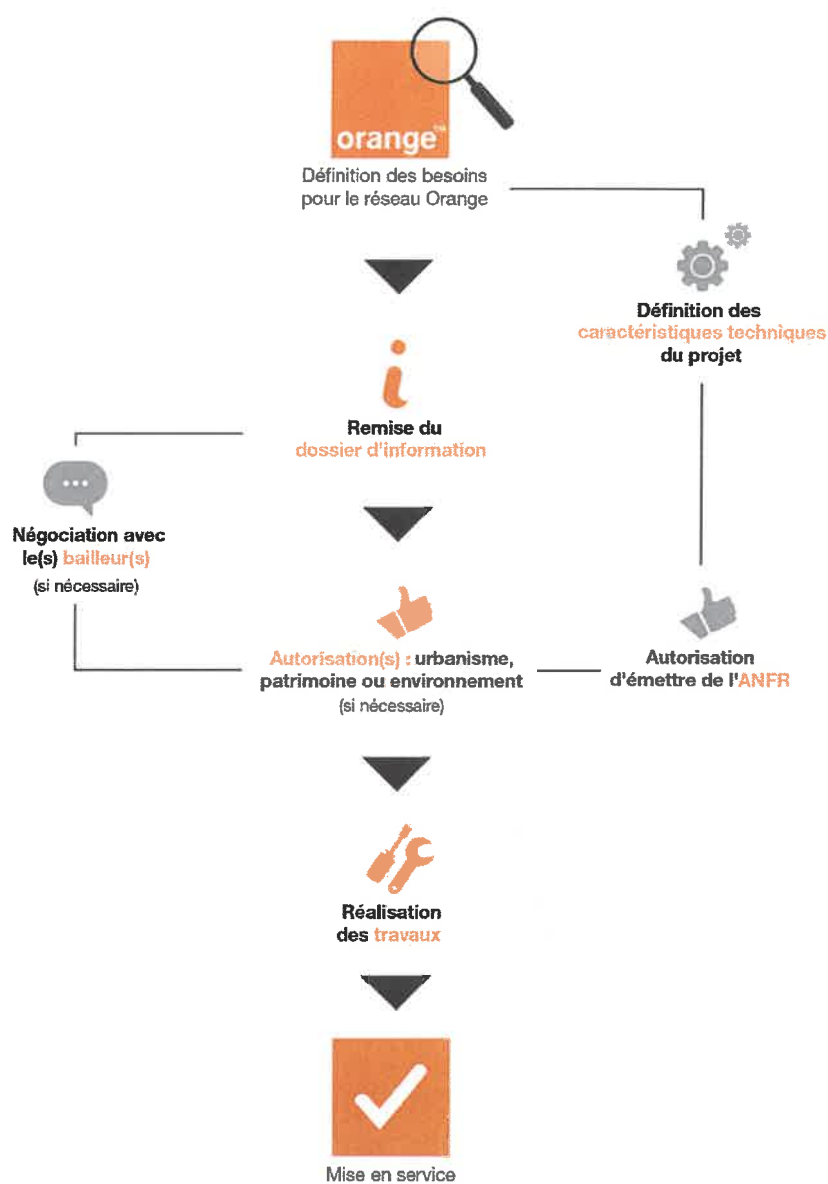 orange™
Définition des besoins
pour le réseau Orange
Définition des
caractéristiques techniques
du projet
Remise du
dossier d'information
Négociation avec
le(s) bailleur(s)
(si nécessaire)
Autorisation(s) : urbanisme,
patrimoine ou environnement
(si nécessaire)
Autorisation
d'émettre de l'ANFR
Réalisation
des travaux
Mise en service